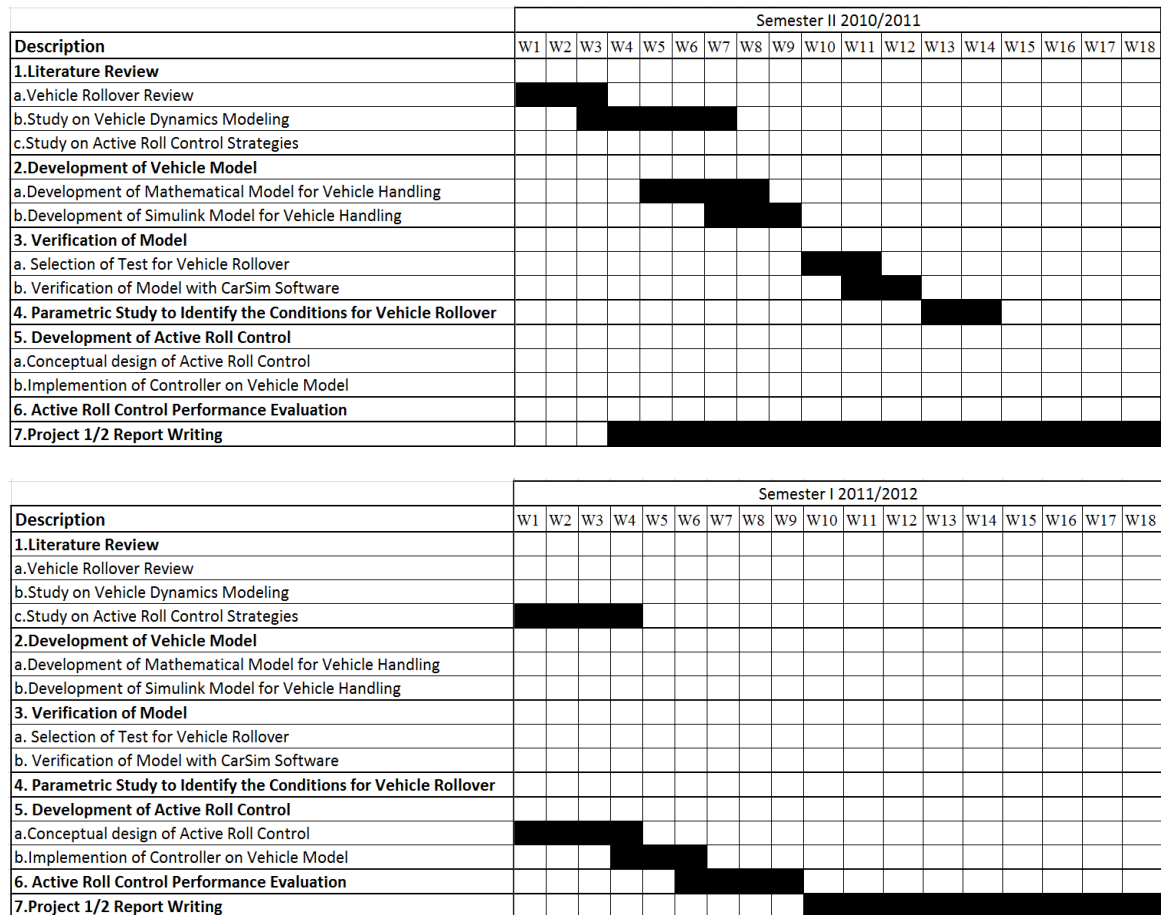 Semester II 2010/2011
Description W1 W2 W3 W4 W5 W6 W7 W8 W9 W10 W11 W12 W13 W14 W15 W16 W17 W18
1.Literature Review
a.Vehicle Rollover Review
b.Study on Vehicle Dynamics Modeling
c.Study on Active Roll Control Strategies
2.Development of Vehicle Model
a.Development of Mathematical Model for Vehicle Handling
b.Development of Simulink Model for Vehicle Handling
3. Verification of Model
a. Selection of Test for Vehicle Rollover
b. Verification of Model with CarSim Software
4. Parametric Study to Identify the Conditions for Vehicle Rollover
5. Development of Active Roll Control
a.Conceptual design of Active Roll Control
b.Implemention of Controller on Vehicle Model
6. Active Roll Control Performance Evaluation
7.Project 1/2 Report Writing
Semester I 2011/2012
Description W1 W2 W3 W4 W5 W6 W7 W8 W9 W10 W11 W12 W13 W14 W15 W16 W17 W18
1.Literature Review
a.Vehicle Rollover Review
b.Study on Vehicle Dynamics Modeling
c.Study on Active Roll Control Strategies
2.Development of Vehicle Model
a.Development of Mathematical Model for Vehicle Handling
b.Development of Simulink Model for Vehicle Handling
3. Verification of Model
a. Selection of Test for Vehicle Rollover
b. Verification of Model with CarSim Software
4. Parametric Study to Identify the Conditions for Vehicle Rollover
5. Development of Active Roll Control
a.Conceptual design of Active Roll Control
b.Implemention of Controller on Vehicle Model
6. Active Roll Control Performance Evaluation
7.Project 1/2 Report Writing